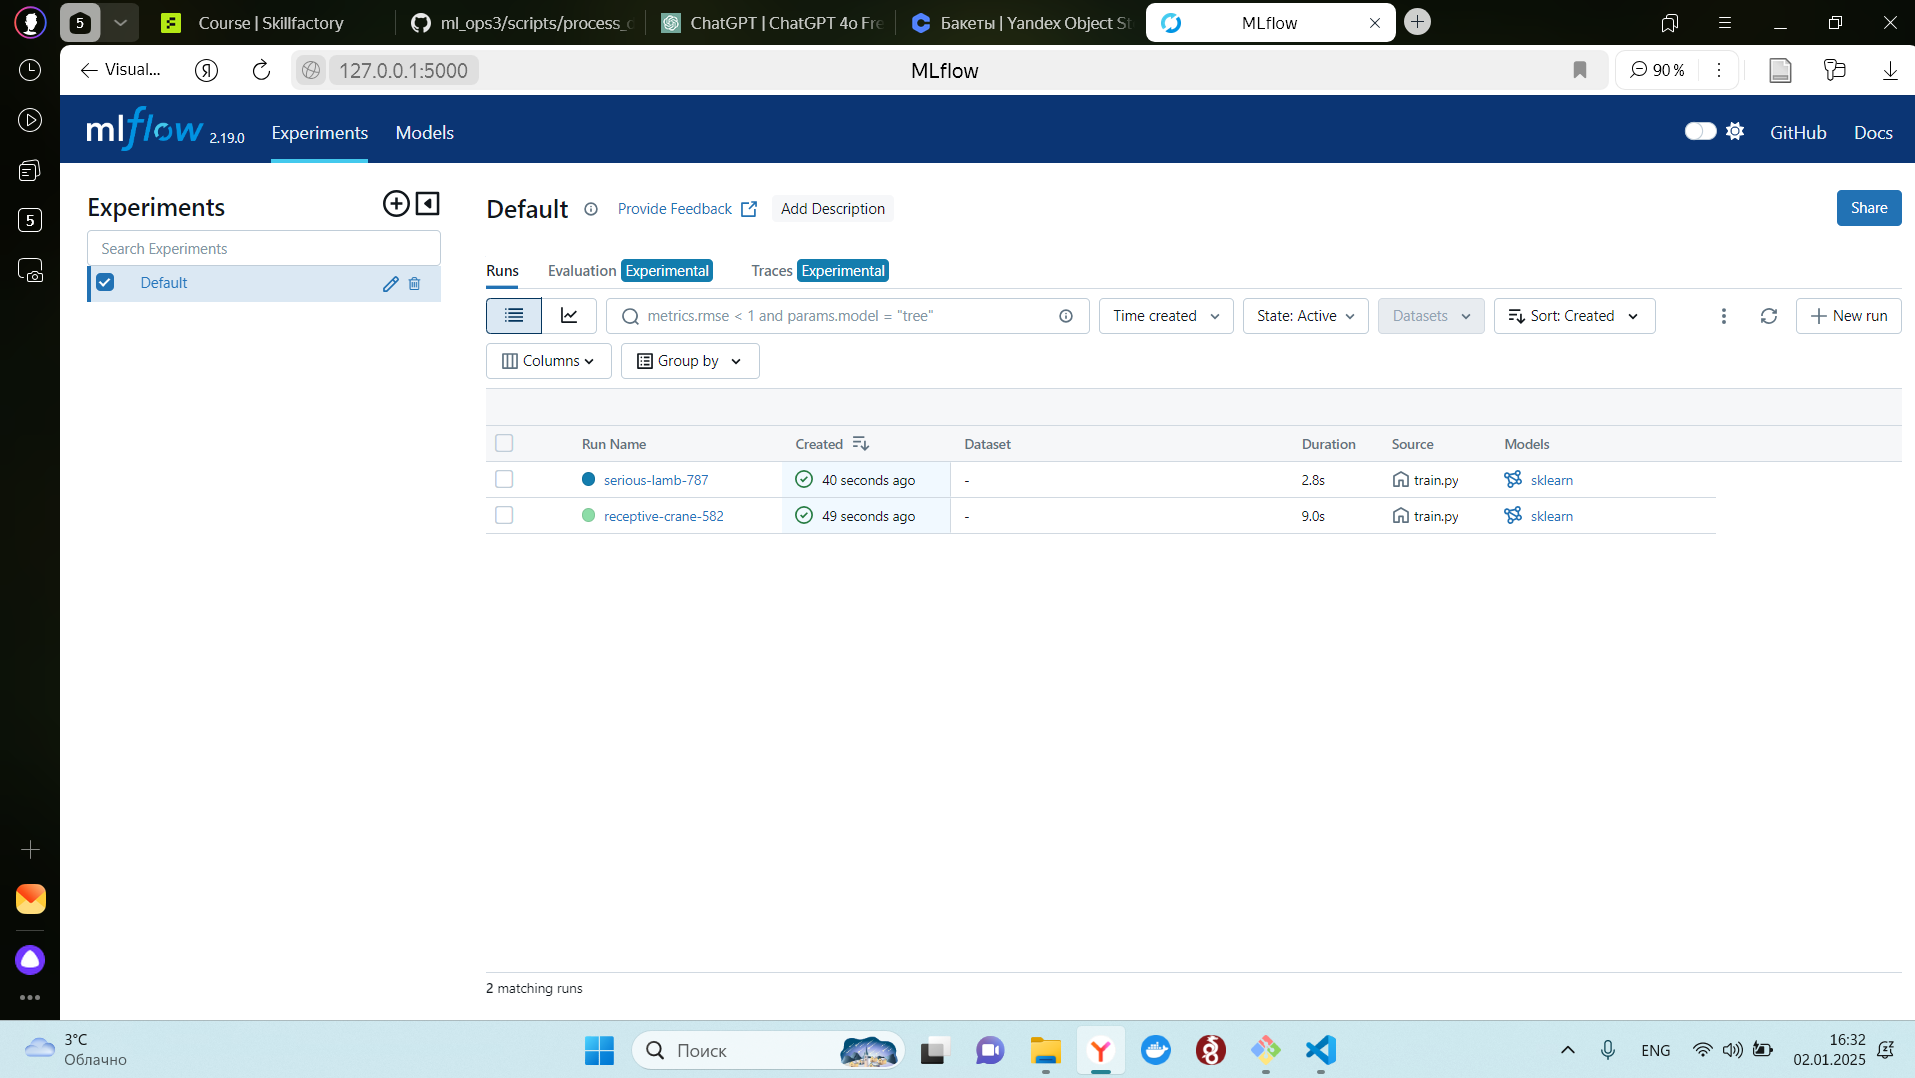 5
Course | Skillfactory
ml_ops3/scripts/process_d
ChatGPT | ChatGPT 4o Fre
Бакеты | Yandex Object St
MLflow
Visual...
Я
127.0.0.1:5000
MLflow
90 %
5
mlflow 2.19.0
Experiments
Models
GitHub
Docs
Experiments
Search Experiments
Default
Default
Provide Feedback
Add Description
Share
Runs
Evaluation Experimental
Traces Experimental
metrics.rmse < 1 and params.model = "tree"
Time created
State: Active
Datasets
Sort: Created
New run
Columns
Group by
Run Name Created Dataset Duration Source Models
serious-lamb-787 40 seconds ago - 2.8s train.py sklearn
receptive-crane-582 49 seconds ago - 9.0s train.py sklearn
2 matching runs
3°C
Облачно
Поиск
ENG
16:32
02.01.2025